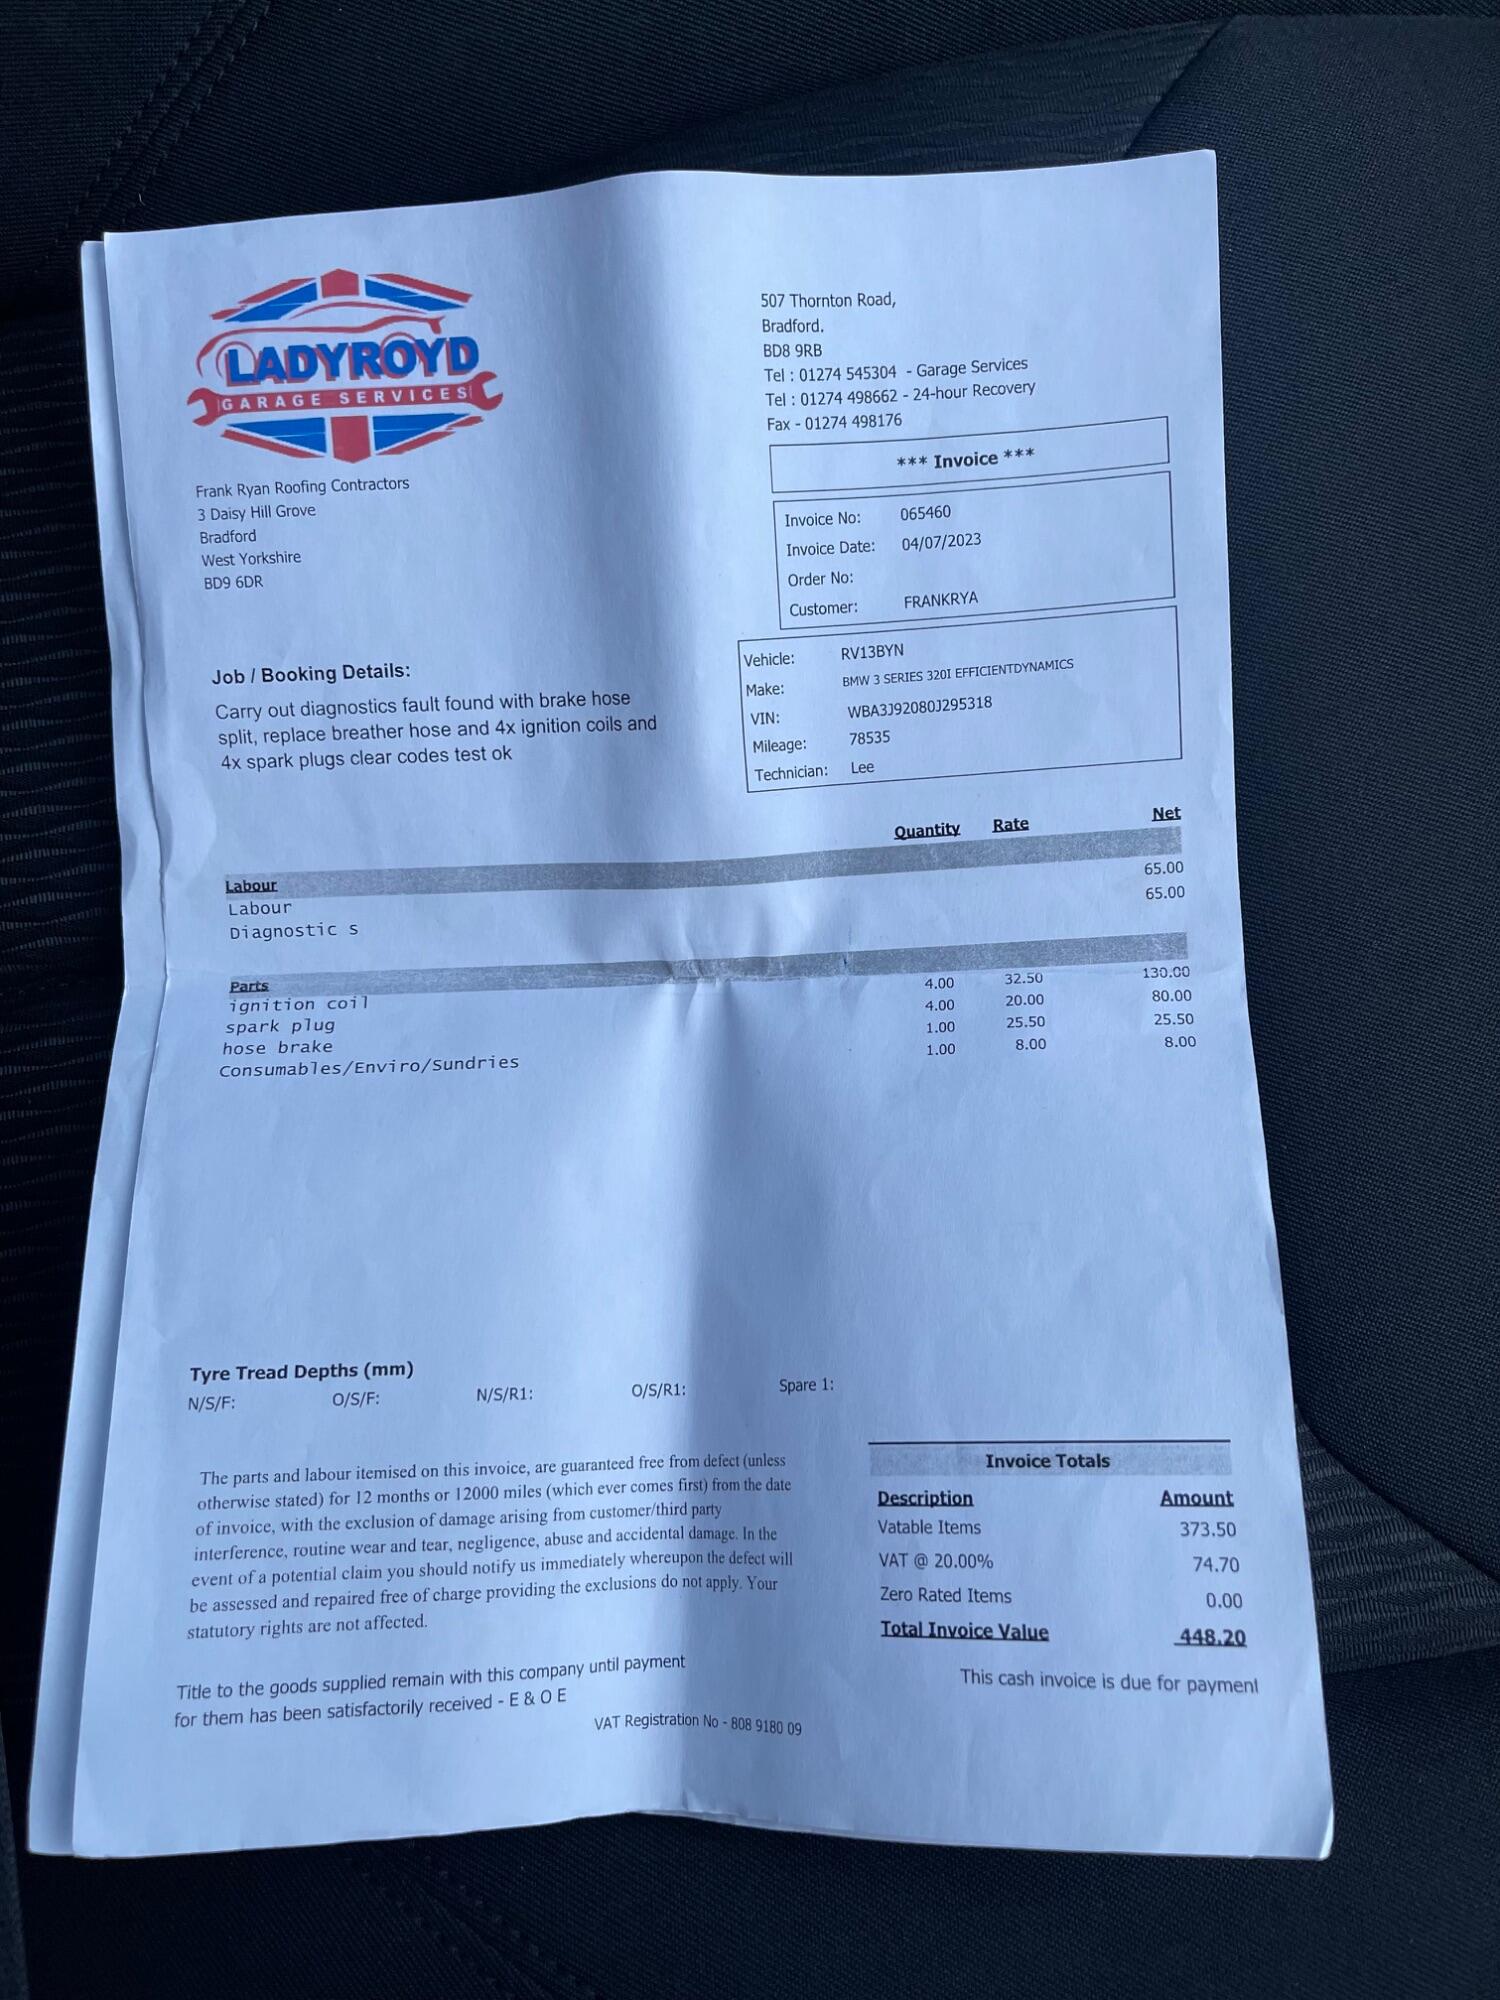 LADYROYD
GARAGE SERVICES
507 Thornton Road,
Bradford.
BD8 9RB
Tel : 01274 545304 - Garage Services
Tel : 01274 498662 - 24-hour Recovery
Fax - 01274 498176
*** Invoice ***
Frank Ryan Roofing Contractors
3 Daisy Hill Grove
Bradford
West Yorkshire
BD9 6DR
Invoice No: 065460
Invoice Date: 04/07/2023
Order No:
Customer: FRANKRYA
Vehicle: RV13BYN
Make: BMW 3 SERIES 320I EFFICIENTDYNAMICS
VIN: WBA3J92080J295318
Mileage: 78535
Technician: Lee
Job / Booking Details:
Carry out diagnostics fault found with brake hose
split, replace breather hose and 4x ignition coils and
4x spark plugs clear codes test ok
Quantity Rate Net
Labour
Labour 65.00
Diagnostic s 65.00
Parts
ignition coil 4.00 32.50 130.00
spark plug 4.00 20.00 80.00
hose brake 1.00 25.50 25.50
Consumables/Enviro/Sundries 1.00 8.00 8.00
Tyre Tread Depths (mm)
N/S/F: O/S/F: N/S/R1: O/S/R1: Spare 1:
The parts and labour itemised on this invoice, are guaranteed free from defect (unless
otherwise stated) for 12 months or 12000 miles (which ever comes first) from the date
of invoice, with the exclusion of damage arising from customer/third party
interference, routine wear and tear, negligence, abuse and accidental damage. In the
event of a potential claim you should notify us immediately whereupon the defect will
be assessed and repaired free of charge providing the exclusions do not apply. Your
statutory rights are not affected.
Title to the goods supplied remain with this company until payment
for them has been satisfactorily received - E & O E
VAT Registration No - 808 9180 09
Invoice Totals
Description Amount
Vatable Items 373.50
VAT @ 20.00% 74.70
Zero Rated Items 0.00
Total Invoice Value 448.20
This cash invoice is due for payment